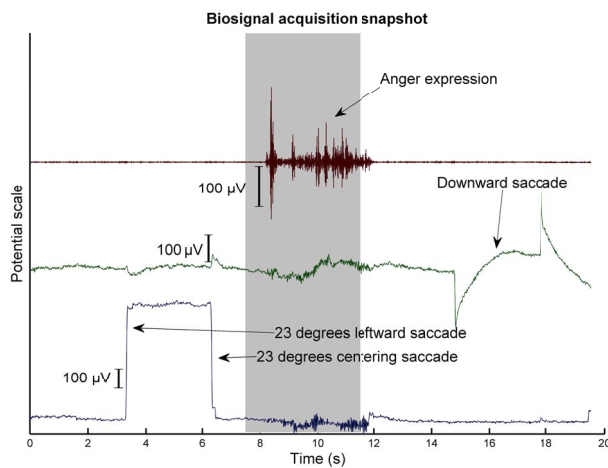 Biosignal acquisition snapshot
Anger expression
100 µV
Downward saccade
100 µV
Potential scale
23 degrees leftward saccade
23 degrees centering saccade
100 µV
0 2 4 6 8 10 12 14 16 18 20
Time (s)